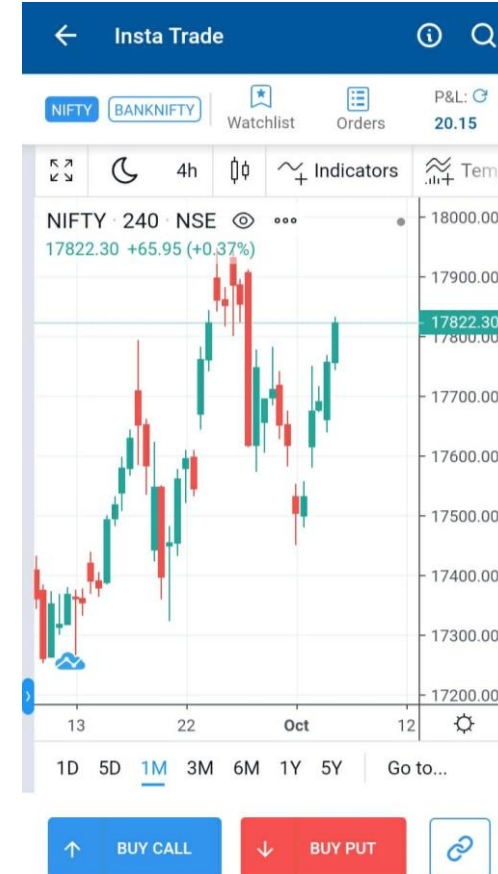 Insta Trade
NIFTY BANKNIFTY Watchlist Orders P&L: 20.15
4h Indicators Tem
NIFTY · 240 · NSE
17822.30 +65.95 (+0.37%)
18000.00
17900.00
17822.30
17800.00
17700.00
17600.00
17500.00
17400.00
17300.00
17200.00
13 22 Oct 12
1D 5D 1M 3M 6M 1Y 5Y Go to...
BUY CALL BUY PUT